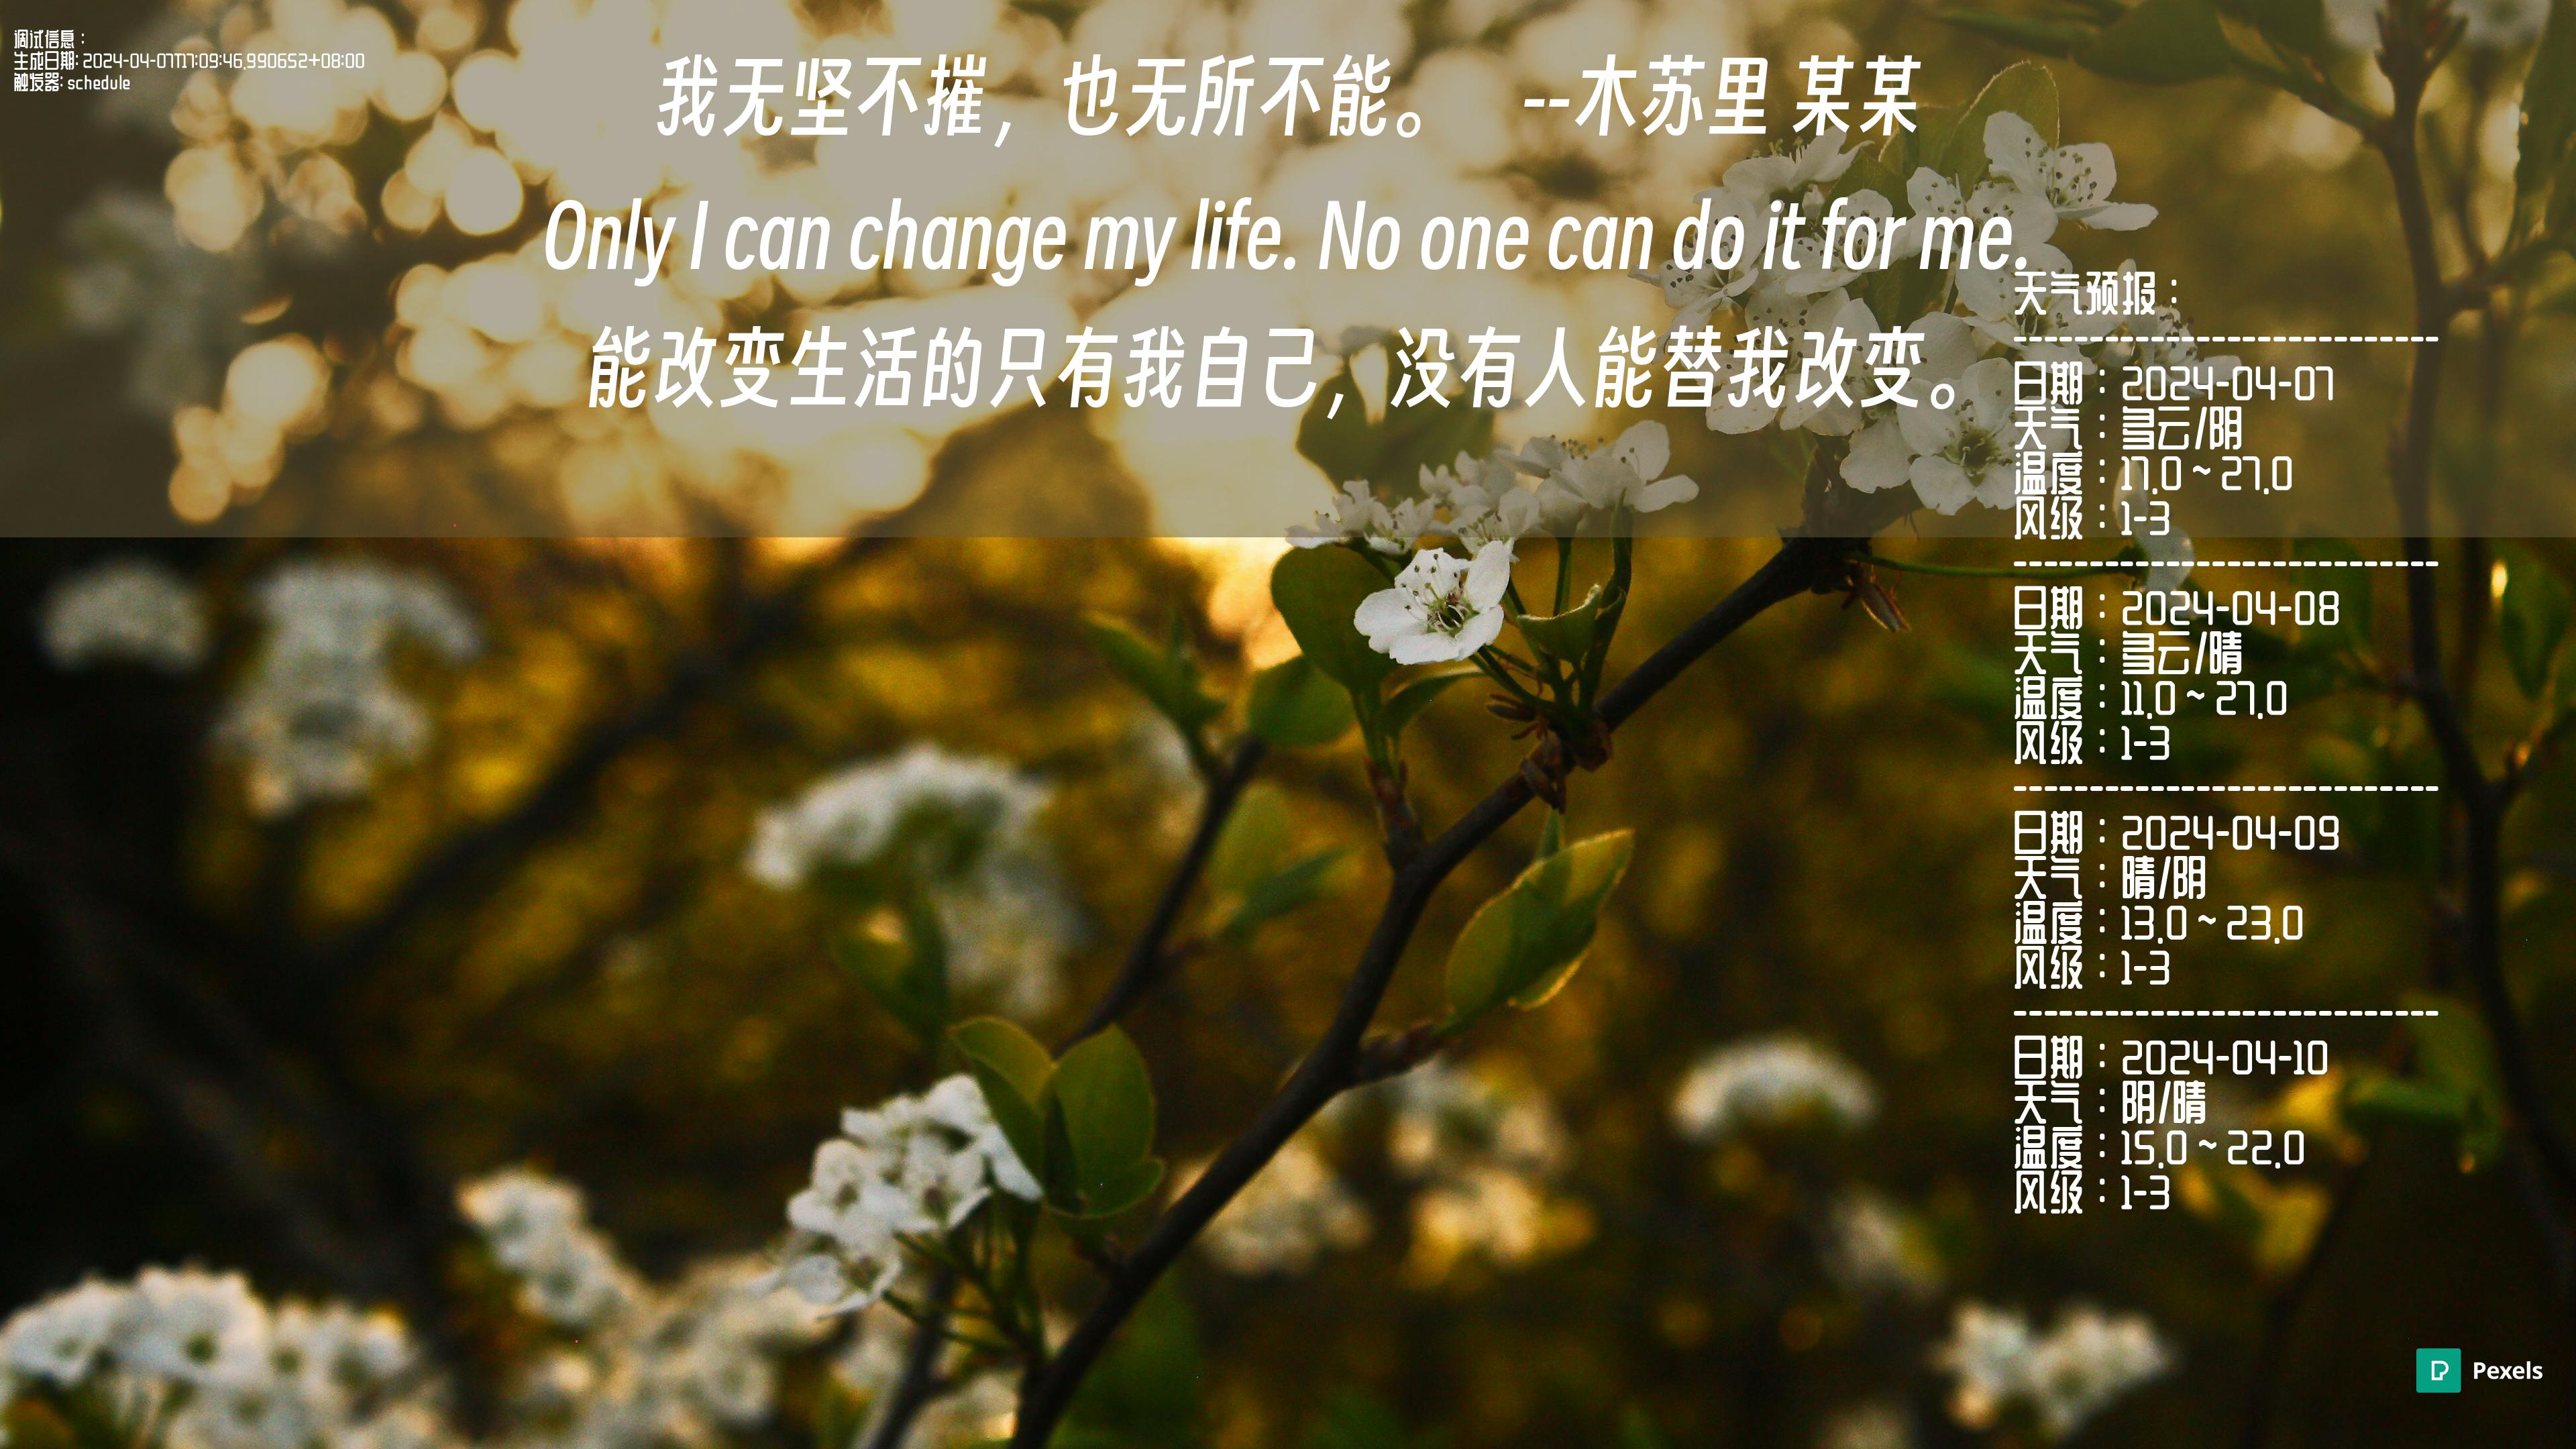 调试信息：
生成日期: 2024-04-07T17:09:46.990652+08:00
触发器: schedule
我无坚不摧，也无所不能。 --木苏里 某某
Only I can change my life. No one can do it for me.
能改变生活的只有我自己，没有人能替我改变。
天气预报：
----------------------------
日期：2024-04-07
天气：多云/阴
温度：17.0 ~ 27.0
风级：1-3
----------------------------
日期：2024-04-08
天气：多云/晴
温度：11.0 ~ 27.0
风级：1-3
----------------------------
日期：2024-04-09
天气：晴/阴
温度：13.0 ~ 23.0
风级：1-3
----------------------------
日期：2024-04-10
天气：阴/晴
温度：15.0 ~ 22.0
风级：1-3
Pexels